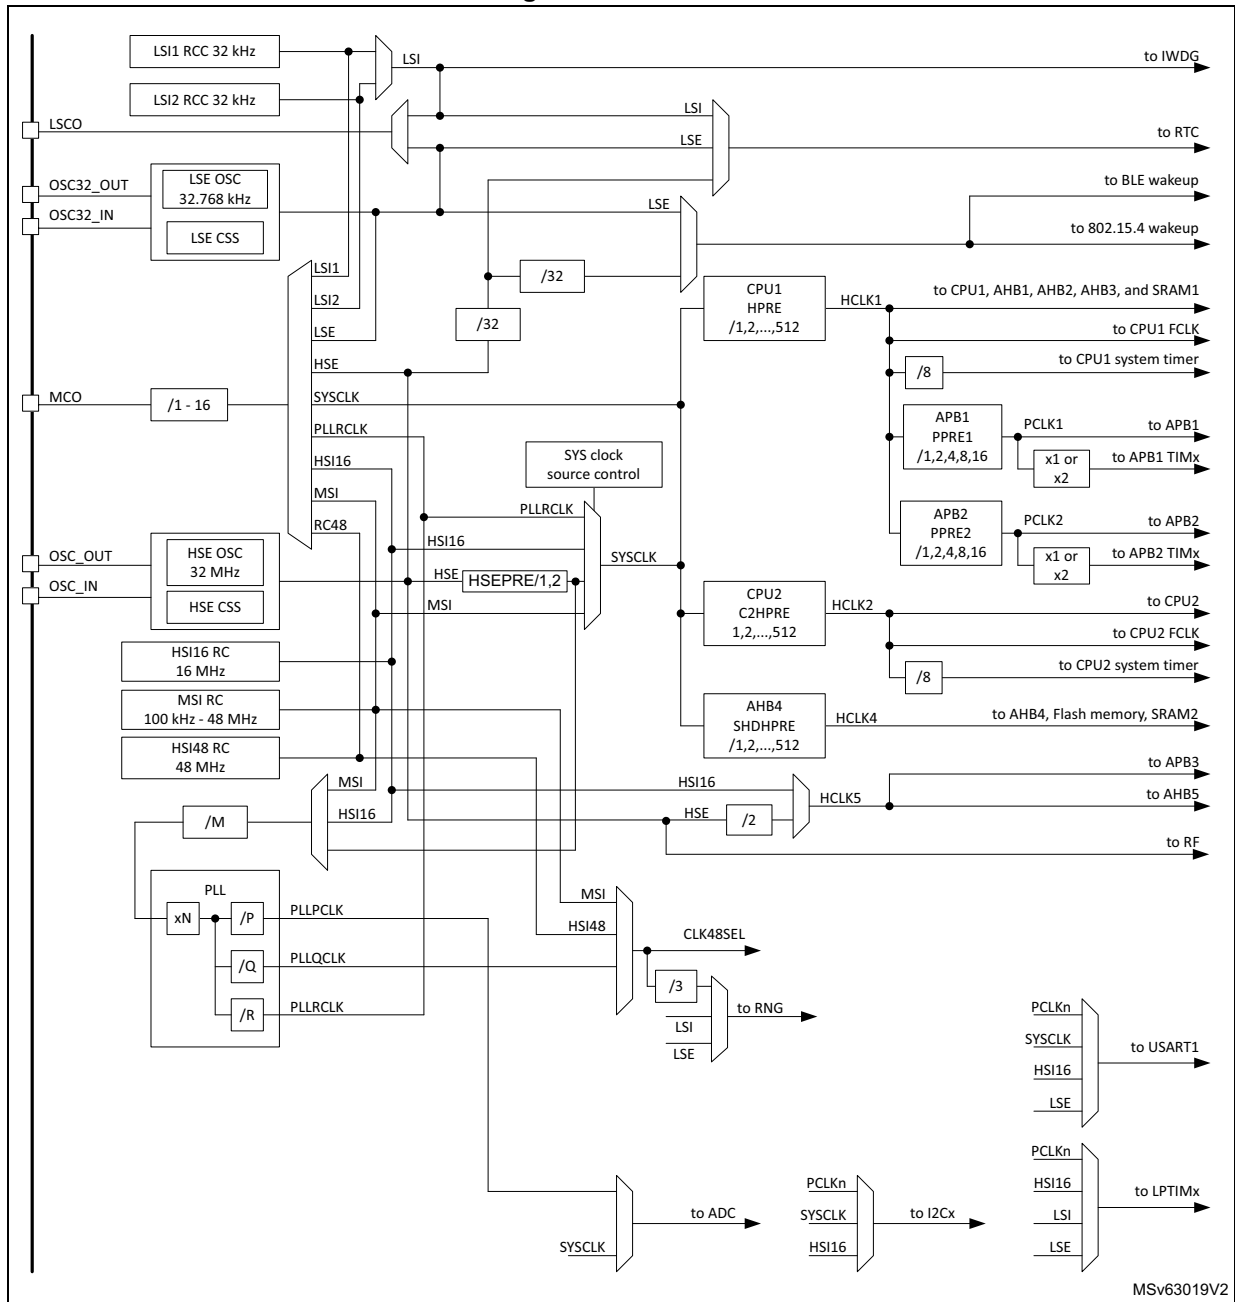 LSI1 RCC 32 kHz
LSI
to IWDG
LSI2 RCC 32 kHz
LSI
LSCO
LSE
to RTC
OSC32_OUT
LSE OSC
32.768 kHz
to BLE wakeup
OSC32_IN
LSE CSS
LSE
to 802.15.4 wakeup
LSI1
/32
LSI2
/32
LSE
CPU1
HPRE
/1,2,...,512
HCLK1
to CPU1, AHB1, AHB2, AHB3, and SRAM1
to CPU1 FCLK
HSE
/8
to CPU1 system timer
MCO
/1 - 16
SYSCLK
PLLRCLK
APB1
PPRE1
/1,2,4,8,16
PCLK1
to APB1
HSI16
x1 or
x2
to APB1 TIMx
SYS clock
source control
MSI
PLLRCLK
RC48
APB2
PPRE2
/1,2,4,8,16
PCLK2
to APB2
OSC_OUT
HSE OSC
32 MHz
HSI16
SYSCLK
x1 or
x2
to APB2 TIMx
OSC_IN
HSE CSS
HSE
HSEPRE/1,2
MSI
CPU2
C2HPRE
1,2,...,512
HCLK2
to CPU2
to CPU2 FCLK
HSI16 RC
16 MHz
/8
to CPU2 system timer
MSI RC
100 kHz - 48 MHz
AHB4
SHDHPRE
/1,2,...,512
HCLK4
to AHB4, Flash memory, SRAM2
HSI48 RC
48 MHz
to APB3
MSI
HSI16
HCLK5
to AHB5
/M
HSI16
HSE
/2
to RF
PLL
MSI
xN
/P
PLLPCLK
HSI48
CLK48SEL
/Q
PLLQCLK
/3
/R
PLLRCLK
to RNG
LSI
LSE
PCLKn
SYSCLK
to USART1
HSI16
LSE
PCLKn
PCLKn
HSI16
to LPTIMx
to ADC
SYSCLK
to I2Cx
LSI
SYSCLK
HSI16
LSE
MSv63019V2